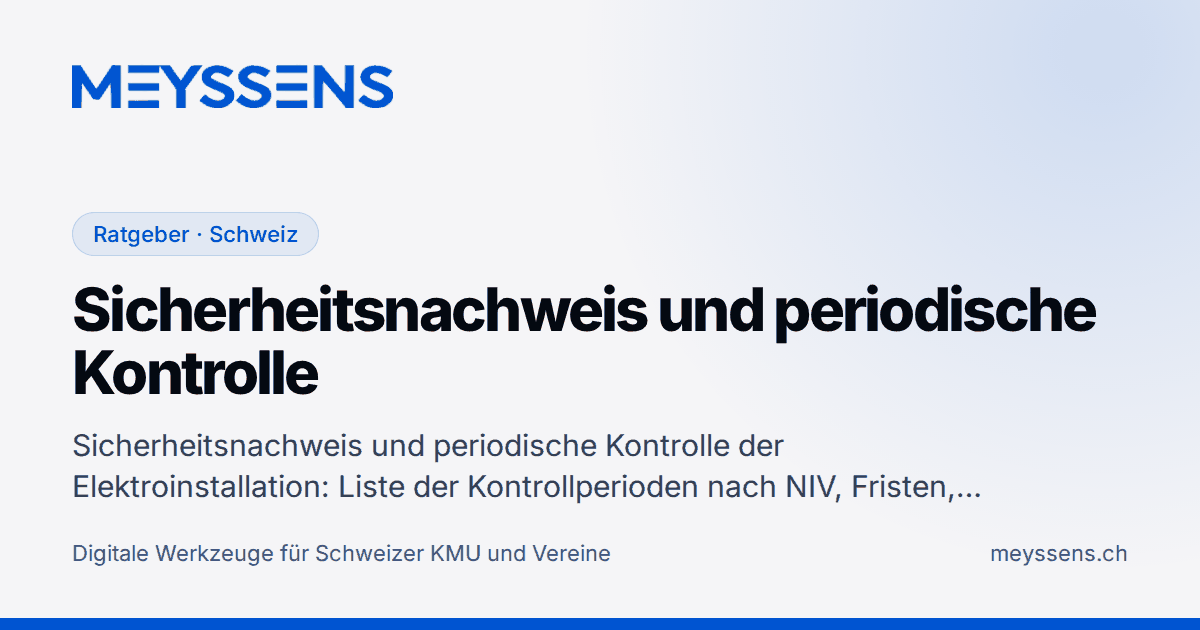 MEYSSENS
Ratgeber · Schweiz
Sicherheitsnachweis und periodische
Kontrolle
Sicherheitsnachweis und periodische Kontrolle der
Elektroinstallation: Liste der Kontrollperioden nach NIV, Fristen,...
Digitale Werkzeuge für Schweizer KMU und Vereine
meyssens.ch